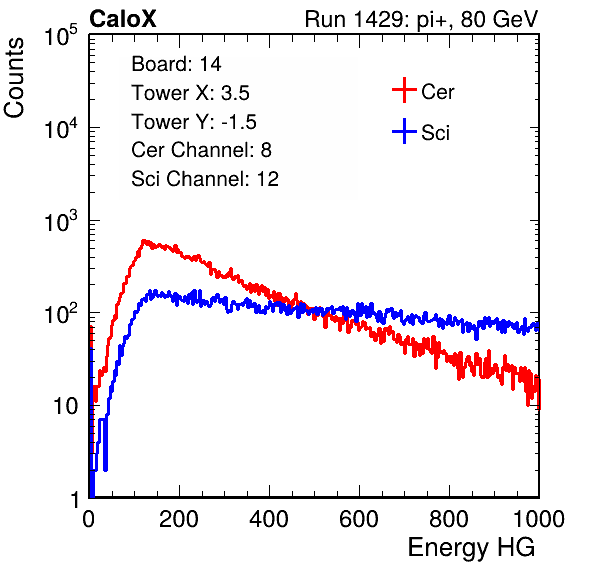 CaloX Run 1429: pi+, 80 GeV
Counts
10^5
10^4
10^3
10^2
10
1
Board: 14
Tower X: 3.5
Tower Y: -1.5
Cer Channel: 8
Sci Channel: 12
Cer
Sci
0 200 400 600 800 1000
Energy HG